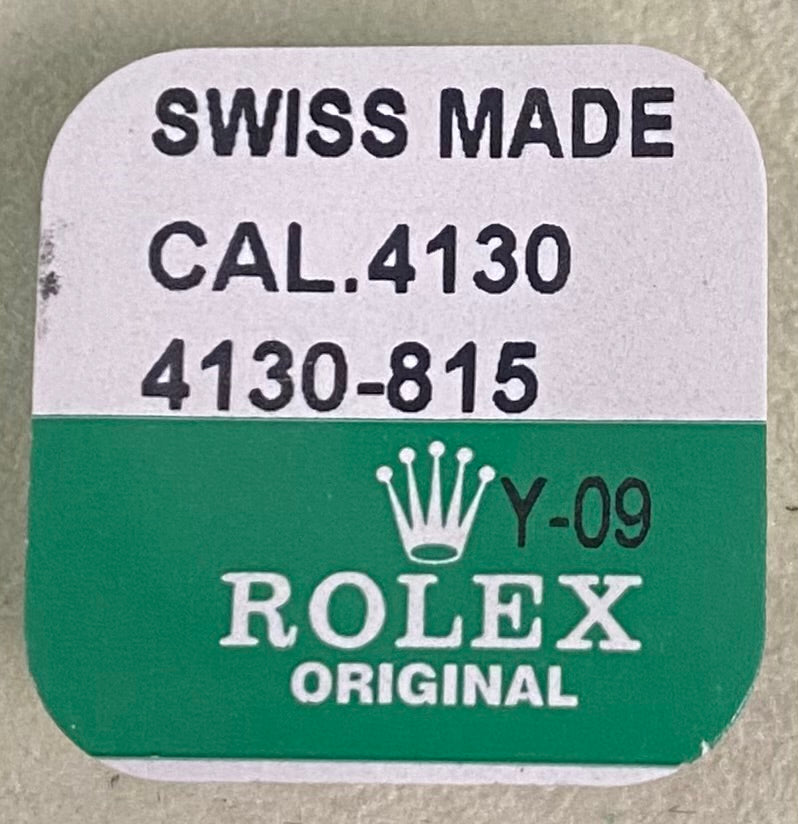 SWISS MADE
CAL.4130
4130-815
Y-09
ROLEX
ORIGINAL